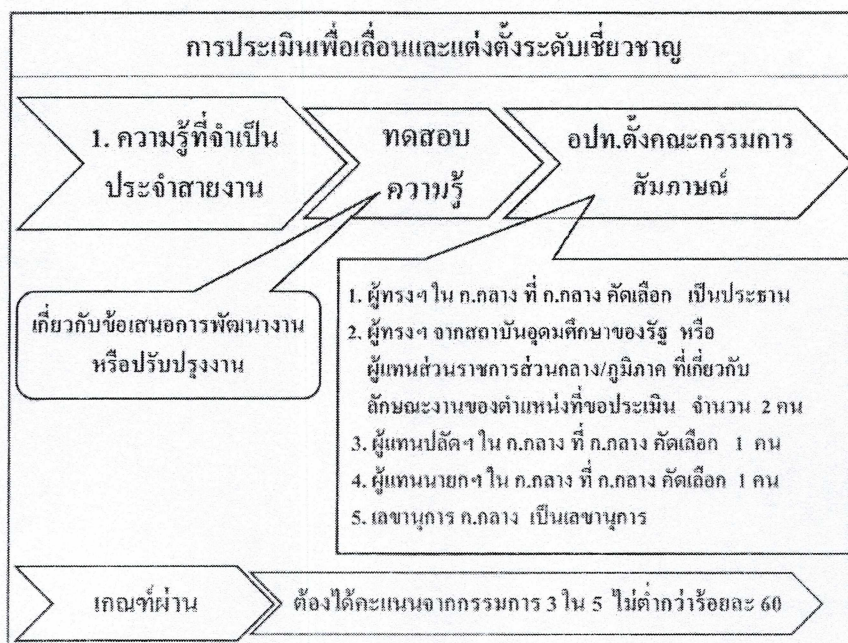 การประเมินเพื่อเลื่อนและแต่งตั้งระดับเชี่ยวชาญ
1. ความรู้ที่จำเป็น
ประจำสายงาน
ทดสอบ
ความรู้
อปท.ตั้งคณะกรรมการ
สัมภาษณ์
เกี่ยวกับข้อเสนอการพัฒนางาน
หรือปรับปรุงงาน
1. ผู้ทรงฯ ใน ก.กลาง ที่ ก.กลาง คัดเลือก เป็นประธาน
2. ผู้ทรงฯ จากสถาบันอุดมศึกษาของรัฐ หรือ
ผู้แทนส่วนราชการส่วนกลาง/ภูมิภาค ที่เกี่ยวกับ
ลักษณะงานของตำแหน่งที่ขอประเมิน จำนวน 2 คน
3. ผู้แทนปลัดฯ ใน ก.กลาง ที่ ก.กลาง คัดเลือก 1 คน
4. ผู้แทนนายกฯ ใน ก.กลาง ที่ ก.กลาง คัดเลือก 1 คน
5. เลขานุการ ก.กลาง เป็นเลขานุการ
เกณฑ์ผ่าน
ต้องได้คะแนนจากกรรมการ 3 ใน 5 ไม่ต่ำกว่าร้อยละ 60